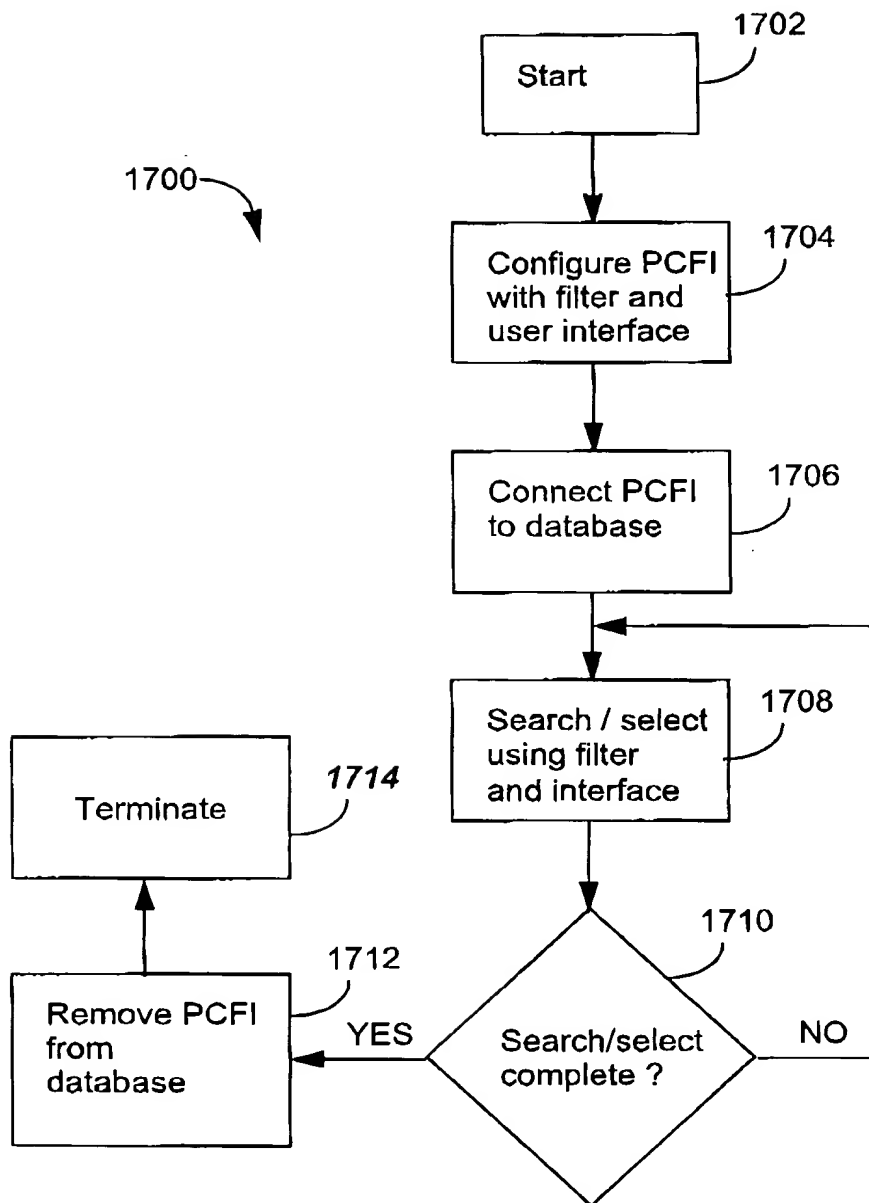 1702
Start
1700
1704
Configure PCFI
with filter and
user interface
1706
Connect PCFI
to database
1708
Search / select
using filter
and interface
1714
Terminate
1710
1712
Remove PCFI
from
database
YES
Search/select
complete ?
NO